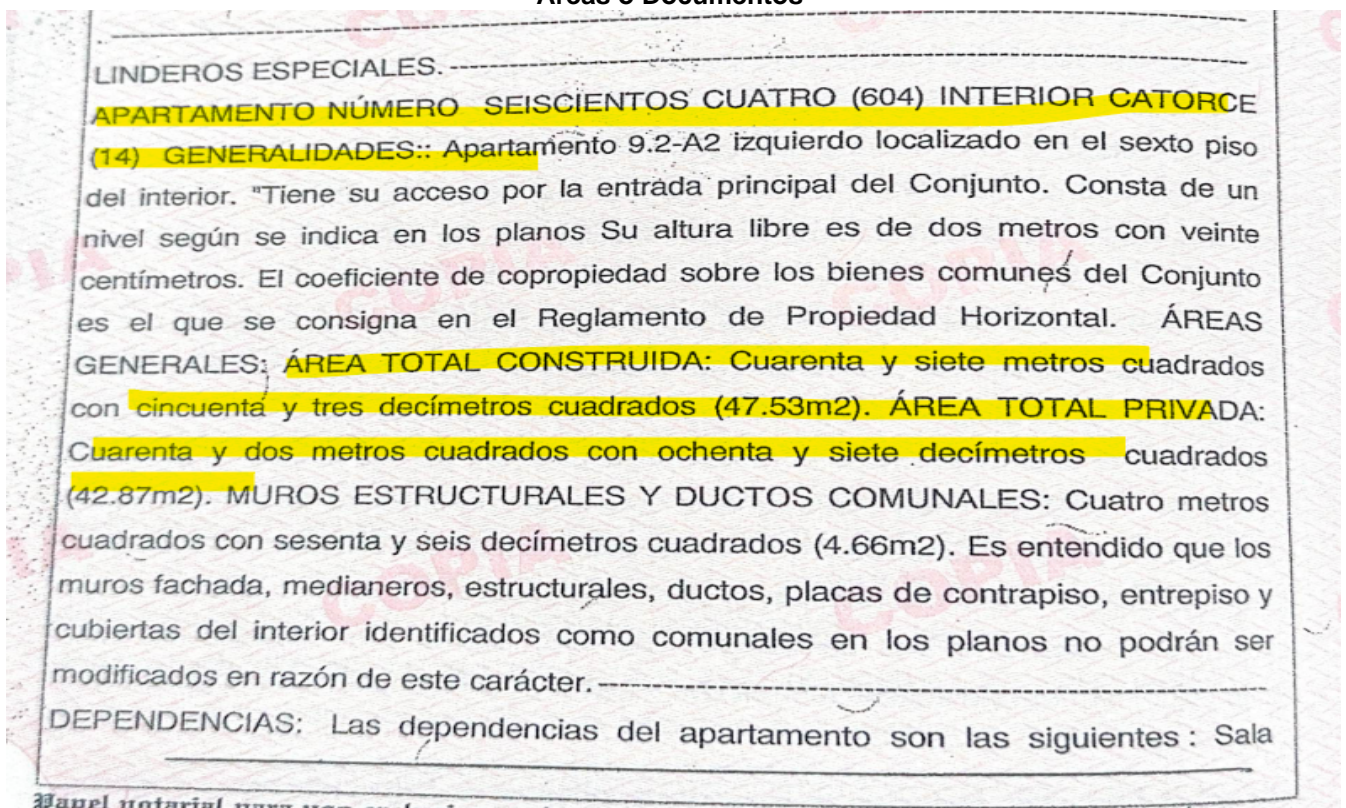 Áreas o Documentos
LINDEROS ESPECIALES.
APARTAMENTO NÚMERO SEISCIENTOS CUATRO (604) INTERIOR CATORCE
(14) GENERALIDADES:: Apartamento 9.2-A2 izquierdo localizado en el sexto piso
del interior. "Tiene su acceso por la entrada principal del Conjunto. Consta de un
nivel según se indica en los planos Su altura libre es de dos metros con veinte
centímetros. El coeficiente de copropiedad sobre los bienes comunes del Conjunto
es el que se consigna en el Reglamento de Propiedad Horizontal. ÁREAS
GENERALES: ÁREA TOTAL CONSTRUIDA: Cuarenta y siete metros cuadrados
con cincuenta y tres decímetros cuadrados (47.53m2). ÁREA TOTAL PRIVADA:
Cuarenta y dos metros cuadrados con ochenta y siete decímetros cuadrados
(42.87m2). MUROS ESTRUCTURALES Y DUCTOS COMUNALES: Cuatro metros
cuadrados con sesenta y seis decímetros cuadrados (4.66m2). Es entendido que los
muros fachada, medianeros, estructurales, ductos, placas de contrapiso, entrepiso y
cubiertas del interior identificados como comunales en los planos no podrán ser
modificados en razón de este carácter.
DEPENDENCIAS: Las dependencias del apartamento son las siguientes : Sala
Papel notarial para uso